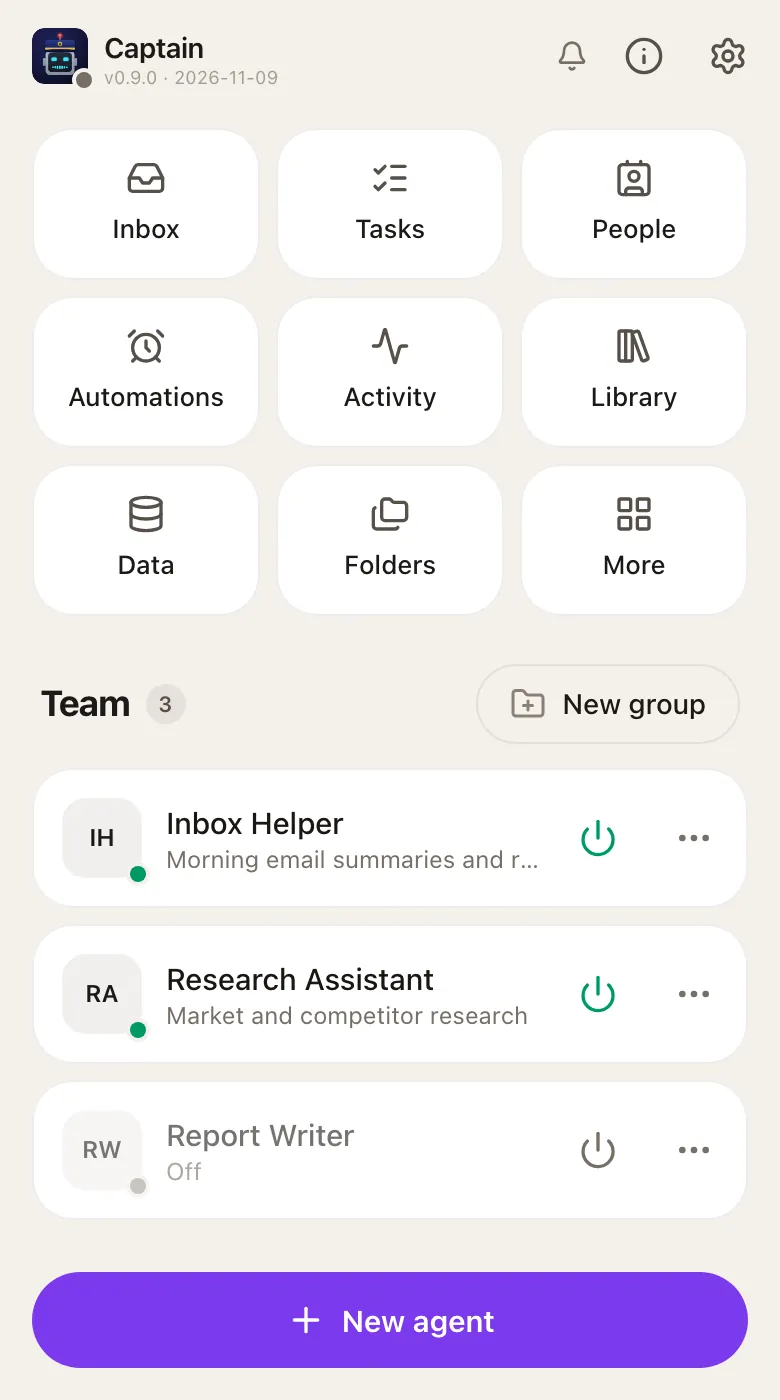 Captain
v0.9.0 · 2026-11-09
Inbox
Tasks
People
Automations
Activity
Library
Data
Folders
More
Team 3
New group
IH
Inbox Helper
Morning email summaries and r...
RA
Research Assistant
Market and competitor research
RW
Report Writer
Off
New agent